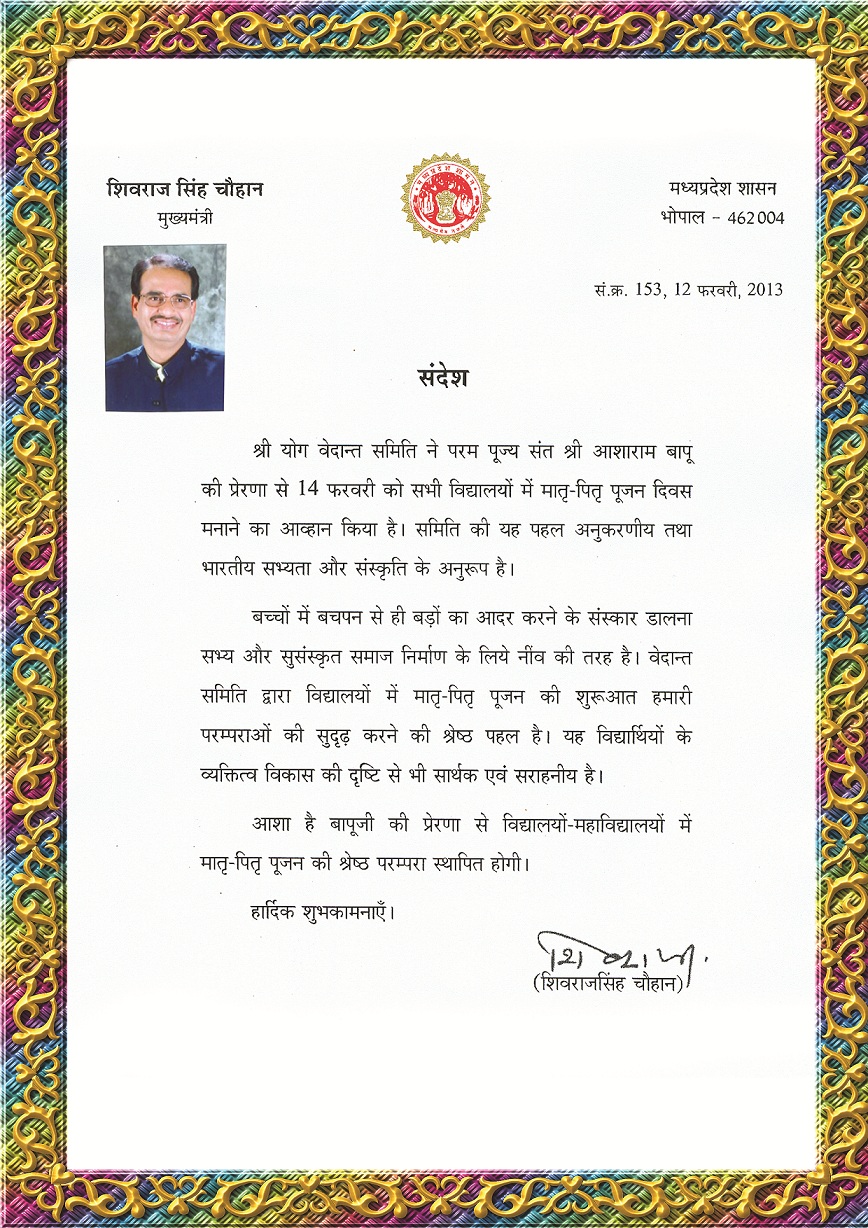 शिवराज सिंह चौहान
मुख्यमंत्री
मध्यप्रदेश शासन
भोपाल - 462004
सं.क्र. 153, 12 फरवरी, 2013
संदेश
श्री योग वेदान्त समिति ने परम पूज्य संत श्री आशाराम बापू
की प्रेरणा से 14 फरवरी को सभी विद्यालयों में मातृ-पितृ पूजन दिवस
मनाने का आव्हान किया है। समिति की यह पहल अनुकरणीय तथा
भारतीय सभ्यता और संस्कृति के अनुरूप है।
बच्चों में बचपन से ही बड़ों का आदर करने के संस्कार डालना
सभ्य और सुसंस्कृत समाज निर्माण के लिये नींव की तरह है। वेदान्त
समिति द्वारा विद्यालयों में मातृ-पितृ पूजन की शुरूआत हमारी
परम्पराओं की सुदृढ़ करने की श्रेष्ठ पहल है। यह विद्यार्थियों के
व्यक्तित्व विकास की दृष्टि से भी सार्थक एवं सराहनीय है।
आशा है बापूजी की प्रेरणा से विद्यालयों-महाविद्यालयों में
मातृ-पितृ पूजन की श्रेष्ठ परम्परा स्थापित होगी।
हार्दिक शुभकामनाएँ।
(शिवराजसिंह चौहान)